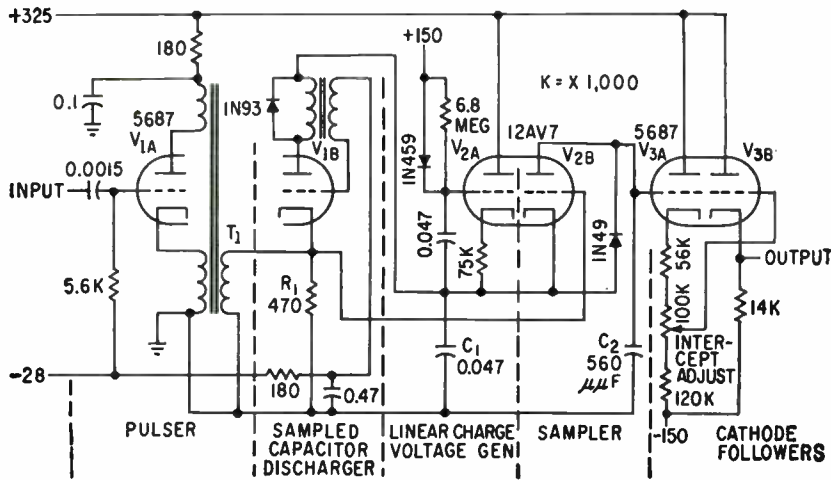 +325
180
0.1
5687
V1A
0.0015
INPUT
5.6K
-28
T1
1N93
V1B
R1
470
180
0.47
+150
6.8
MEG
1N459
V2A
12AV7
V2B
0.047
75K
1N49
C1
0.047
C2
560
μμF
K = X 1,000
5687
V3A
V3B
56K
100K
OUTPUT
14K
INTER-
CEPT
ADJUST
120K
-150
PULSER
SAMPLED
CAPACITOR
DISCHARGER
LINEAR CHARGE
VOLTAGE GEN
SAMPLER
CATHODE
FOLLOWERS